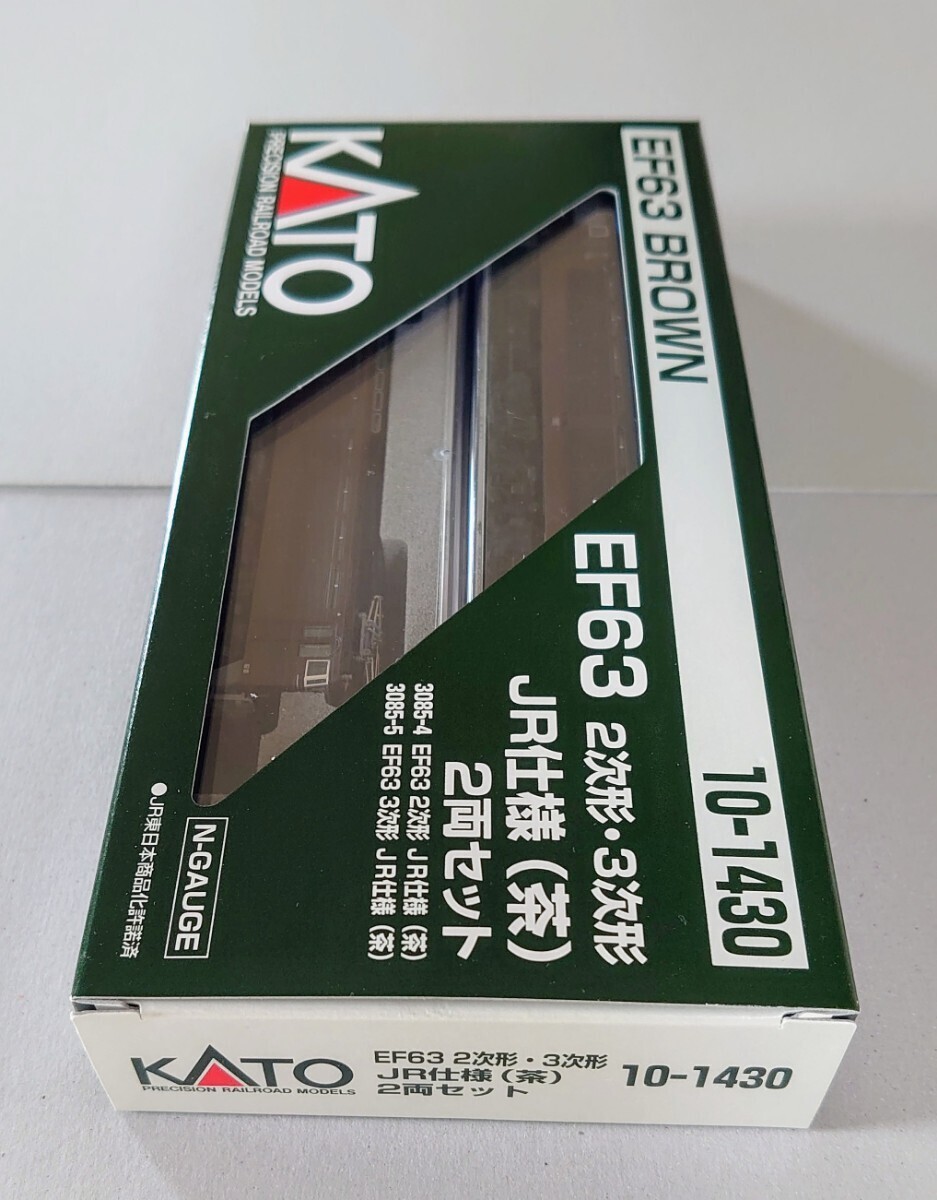 KATO
PRECISION RAILROAD MODELS
EF63 BROWN
10-1430
EF63 2次形・3次形
JR仕様(茶)
2両セット
3085-4 EF63 2次形 JR仕様(茶)
3085-5 EF63 3次形 JR仕様(茶)
N-GAUGE
●JR東日本商品化許諾済
KATO
PRECISION RAILROAD MODELS
EF63 2次形・3次形
JR仕様(茶)
2両セット
10-1430